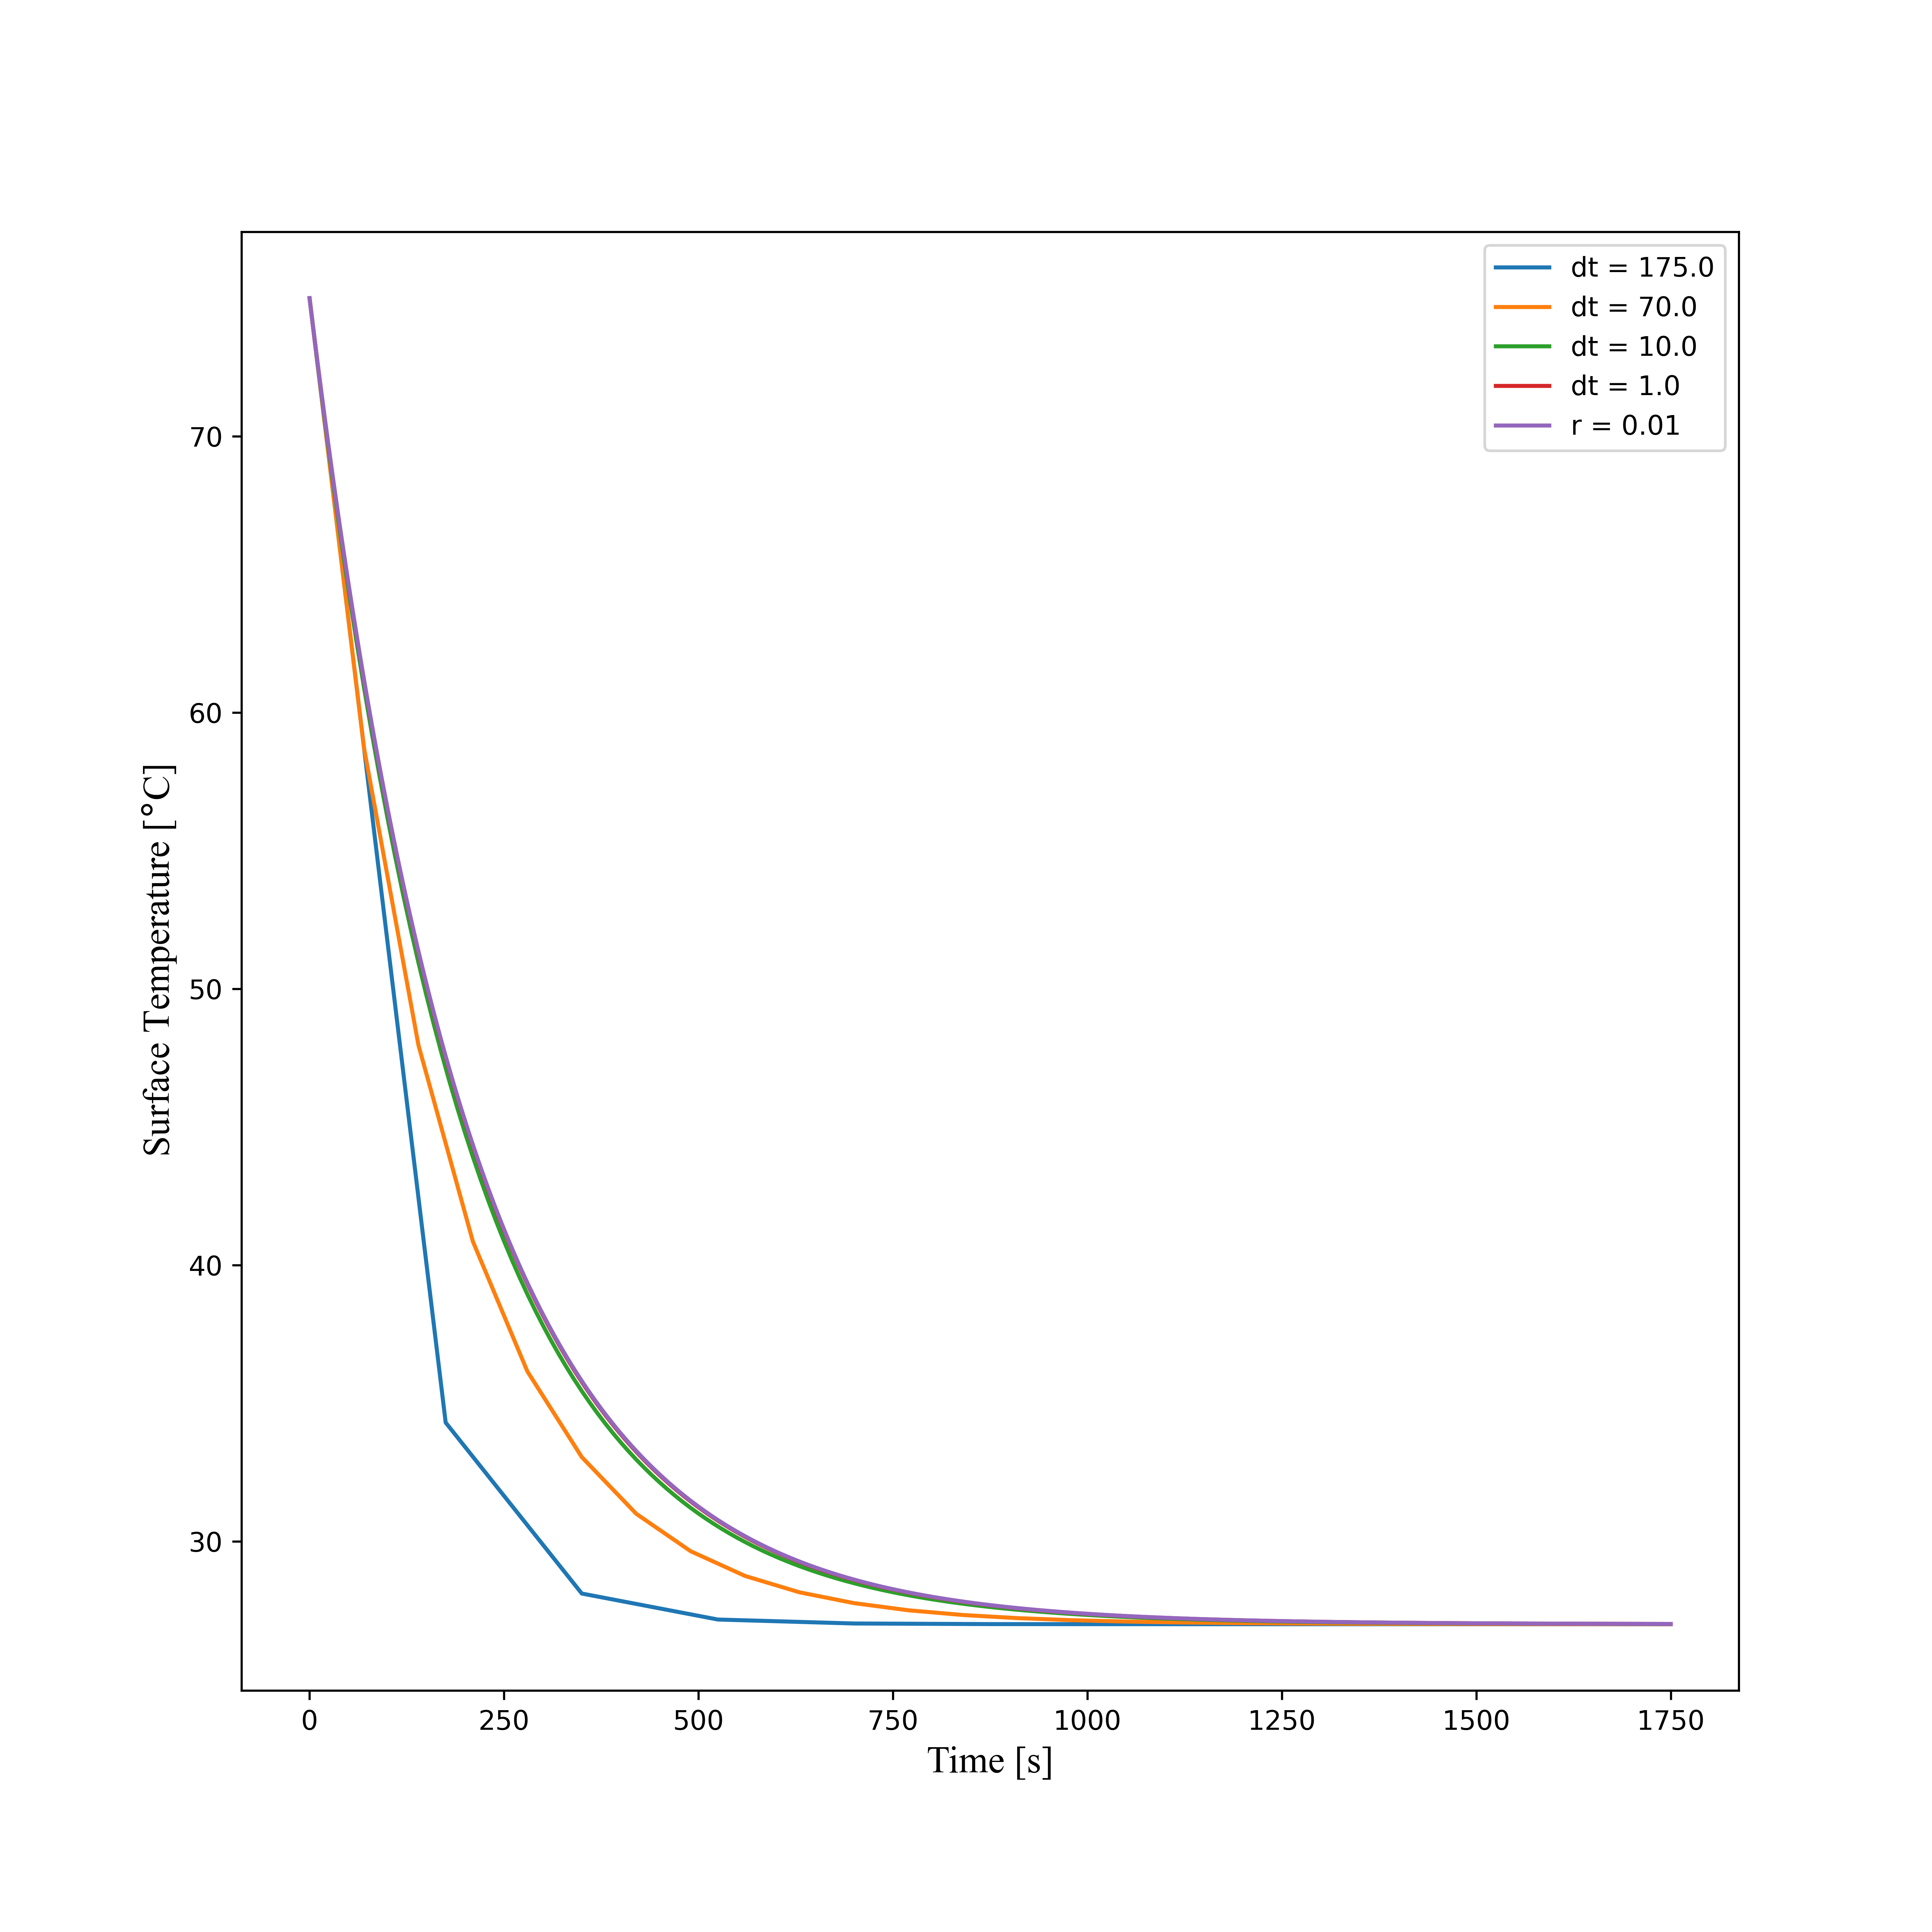 dt = 175.0
dt = 70.0
dt = 10.0
dt = 1.0
r = 0.01
70
60
50
40
30
Surface Temperature [°C]
0 250 500 750 1000 1250 1500 1750
Time [s]